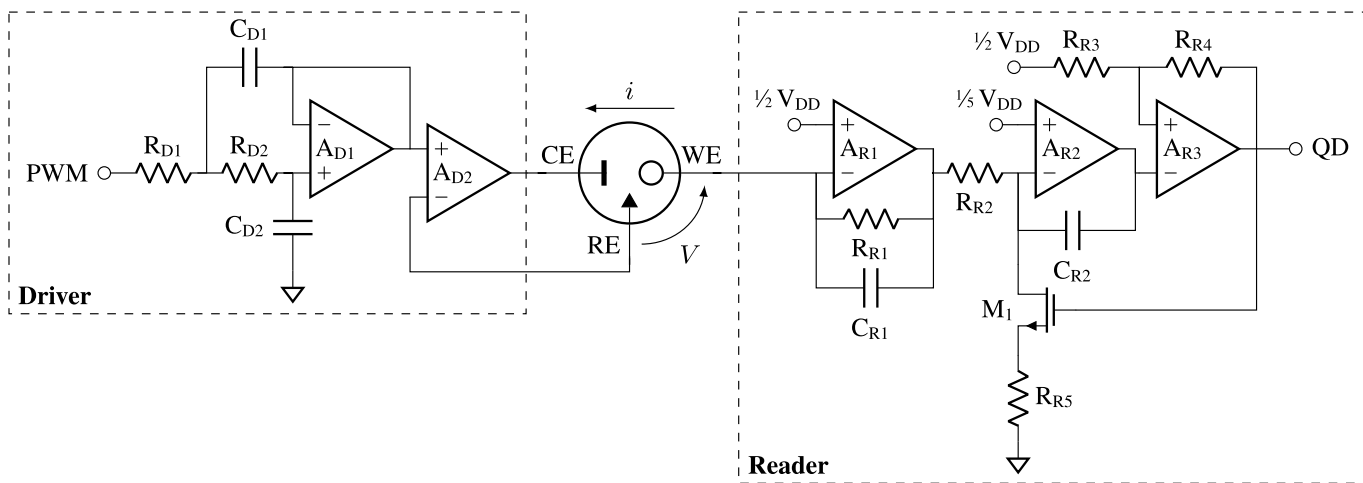 C_D1
R_D1
R_D2
PWM
−
A_D1
+
C_D2
+
A_D2
−
Driver
i
CE
WE
RE
V
½ V_DD
+
A_R1
−
R_R1
C_R1
R_R2
⅕ V_DD
+
A_R2
−
C_R2
½ V_DD
R_R3
R_R4
+
A_R3
−
QD
M_1
R_R5
Reader